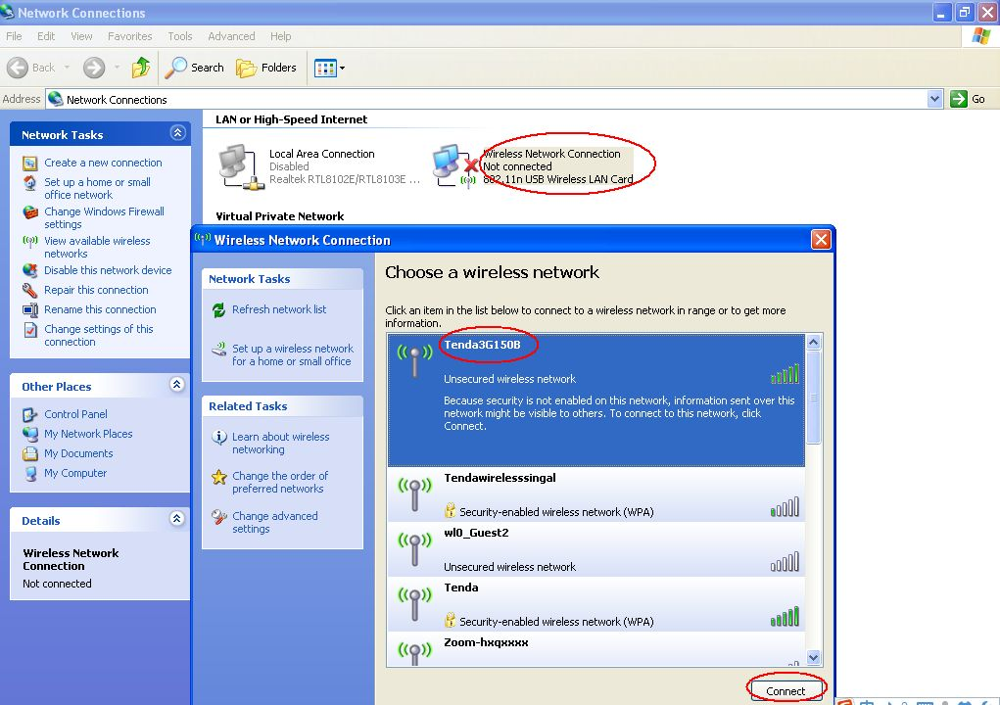 Network Connections
File Edit View Favorites Tools Advanced Help
Back Search Folders
Address Network Connections Go
Network Tasks
Create a new connection
Set up a home or small
office network
Change Windows Firewall
settings
View available wireless
networks
Disable this network device
Repair this connection
Rename this connection
Change settings of this
connection
Other Places
Control Panel
My Network Places
My Documents
My Computer
Details
Wireless Network
Connection
Not connected
LAN or High-Speed Internet
Local Area Connection
Disabled
Realtek RTL8102E/RTL8103E ...
Wireless Network Connection
Not connected
802.11n USB Wireless LAN Card
Virtual Private Network
Wireless Network Connection
Network Tasks
Refresh network list
Set up a wireless network
for a home or small office
Related Tasks
Learn about wireless
networking
Change the order of
preferred networks
Change advanced
settings
Choose a wireless network
Click an item in the list below to connect to a wireless network in range or to get more
information.
Tenda3G150B
Unsecured wireless network
Because security is not enabled on this network, information sent over this
network might be visible to others. To connect to this network, click
Connect.
Tendawirelesssingal
Security-enabled wireless network (WPA)
wl0_Guest2
Unsecured wireless network
Tenda
Security-enabled wireless network (WPA)
Zoom-hxqxxxx
Connect